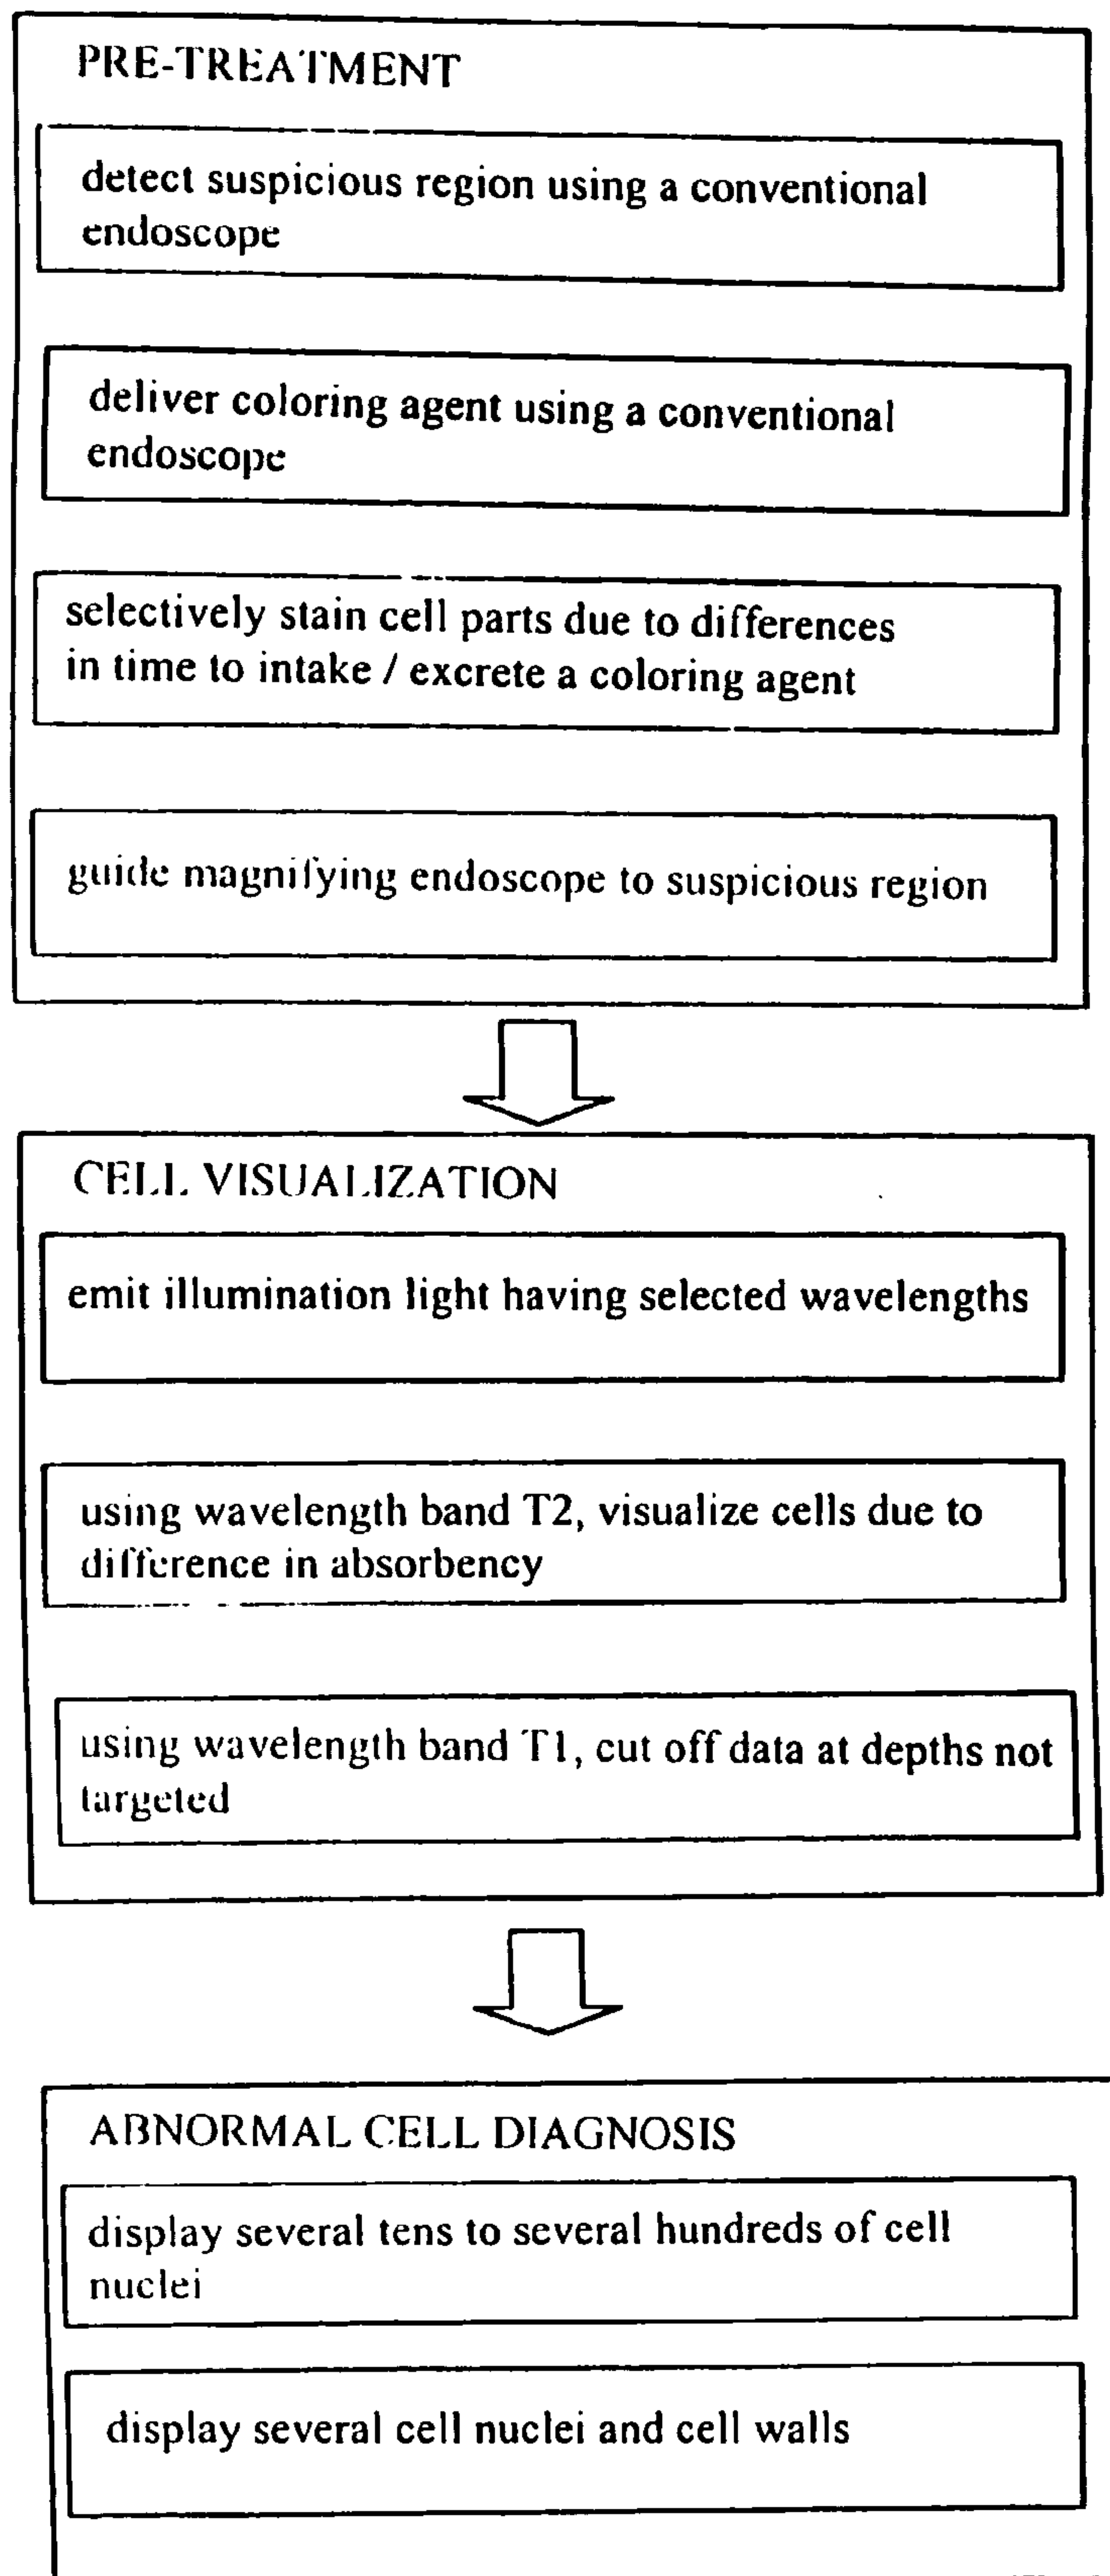 PRE-TREATMENT
detect suspicious region using a conventional
endoscope
deliver coloring agent using a conventional
endoscope
selectively stain cell parts due to differences
in time to intake / excrete a coloring agent
guide magnifying endoscope to suspicious region
CELL VISUALIZATION
emit illumination light having selected wavelengths
using wavelength band T2, visualize cells due to
difference in absorbency
using wavelength band T1, cut off data at depths not
targeted
ABNORMAL CELL DIAGNOSIS
display several tens to several hundreds of cell
nuclei
display several cell nuclei and cell walls